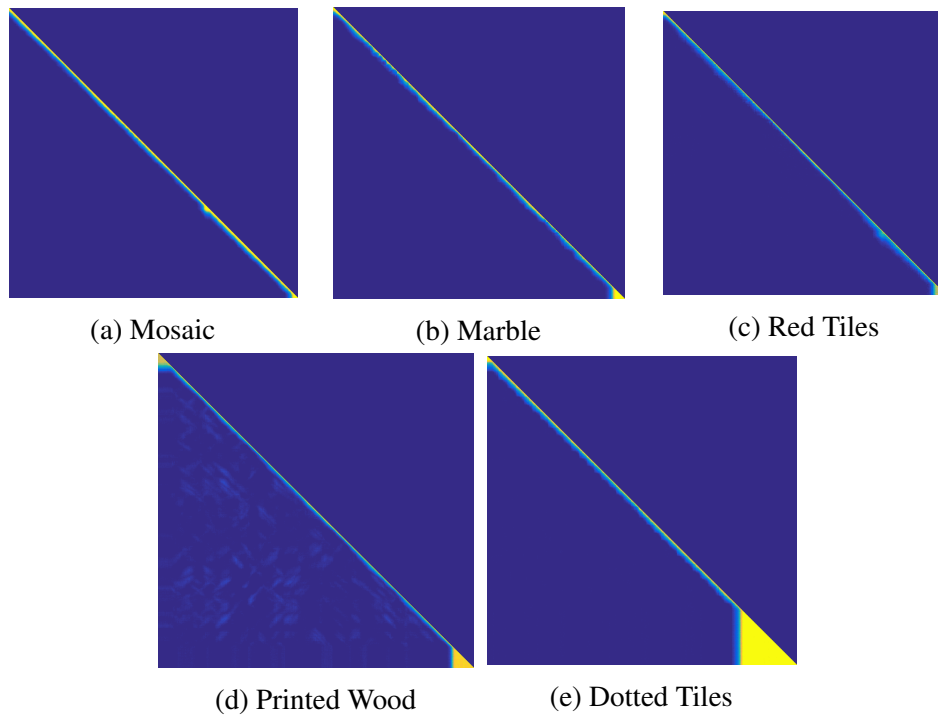 (a) Mosaic
(b) Marble
(c) Red Tiles
(d) Printed Wood
(e) Dotted Tiles